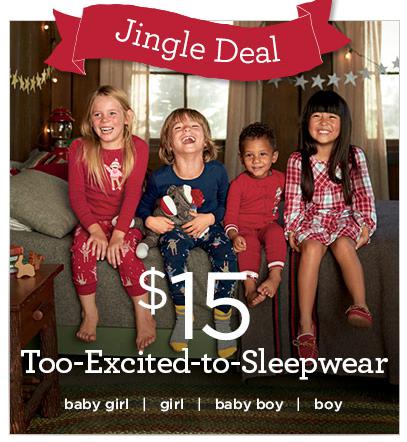 Jingle Deal
$15
Too-Excited-to-Sleepwear
baby girl | girl | baby boy | boy